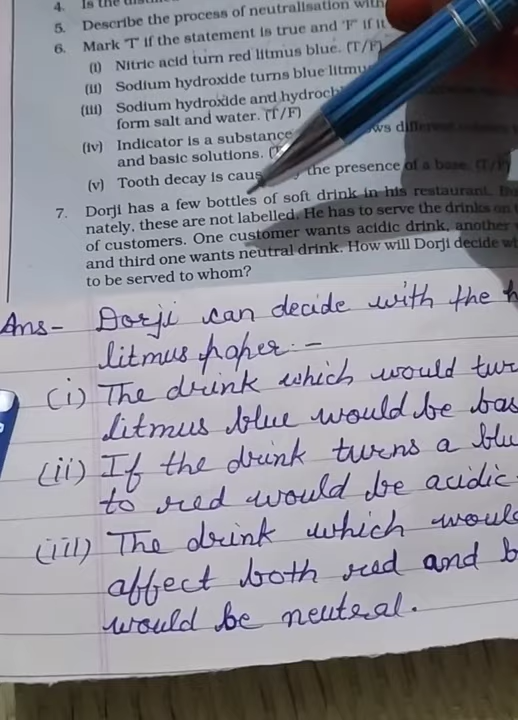 4. Is the
5. Describe the process of neutralisation with
6. Mark 'T' if the statement is true and 'F' if it
(i) Nitric acid turn red litmus blue. (T/F)
(ii) Sodium hydroxide turns blue litmu
(iii) Sodium hydroxide and hydroch
form salt and water. (T/F)
(iv) Indicator is a substance ws different
and basic solutions. (T
(v) Tooth decay is caus the presence of a base. (T/F)
7. Dorji has a few bottles of soft drink in his restaurant. Bu
nately, these are not labelled. He has to serve the drinks on
of customers. One customer wants acidic drink, another
and third one wants neutral drink. How will Dorji decide wh
to be served to whom?
Ans- Dorji can decide with the h
litmus paper:-
(i) The drink which would tur
litmus blue would be bas
(ii) If the drink turns a blu
to red would be acidic
(iii) The drink which would
affect both red and b
would be neutral.